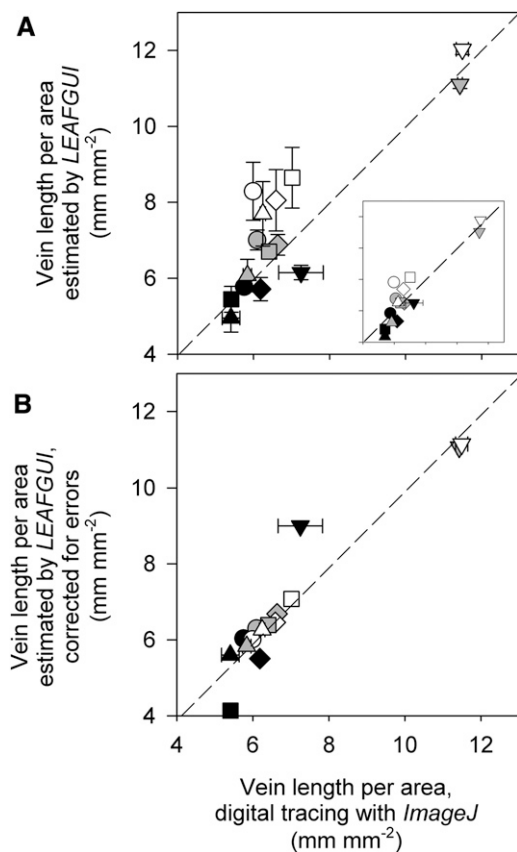 A
Vein length per area
estimated by LEAFGUI
(mm mm-2)
12
10
8
6
4
B
Vein length per area
estimated by LEAFGUI,
corrected for errors
(mm mm-2)
12
10
8
6
4
4 6 8 10 12
Vein length per area,
digital tracing with ImageJ
(mm mm-2)